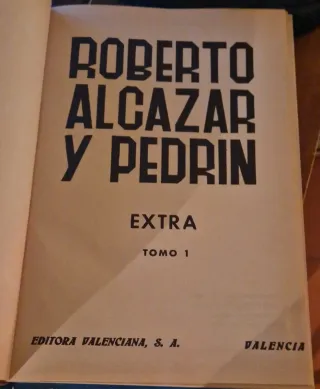 ROBERTO
ALCAZAR
Y PEDRIN
EXTRA
TOMO 1
EDITORA VALENCIANA, S. A. VALENCIA